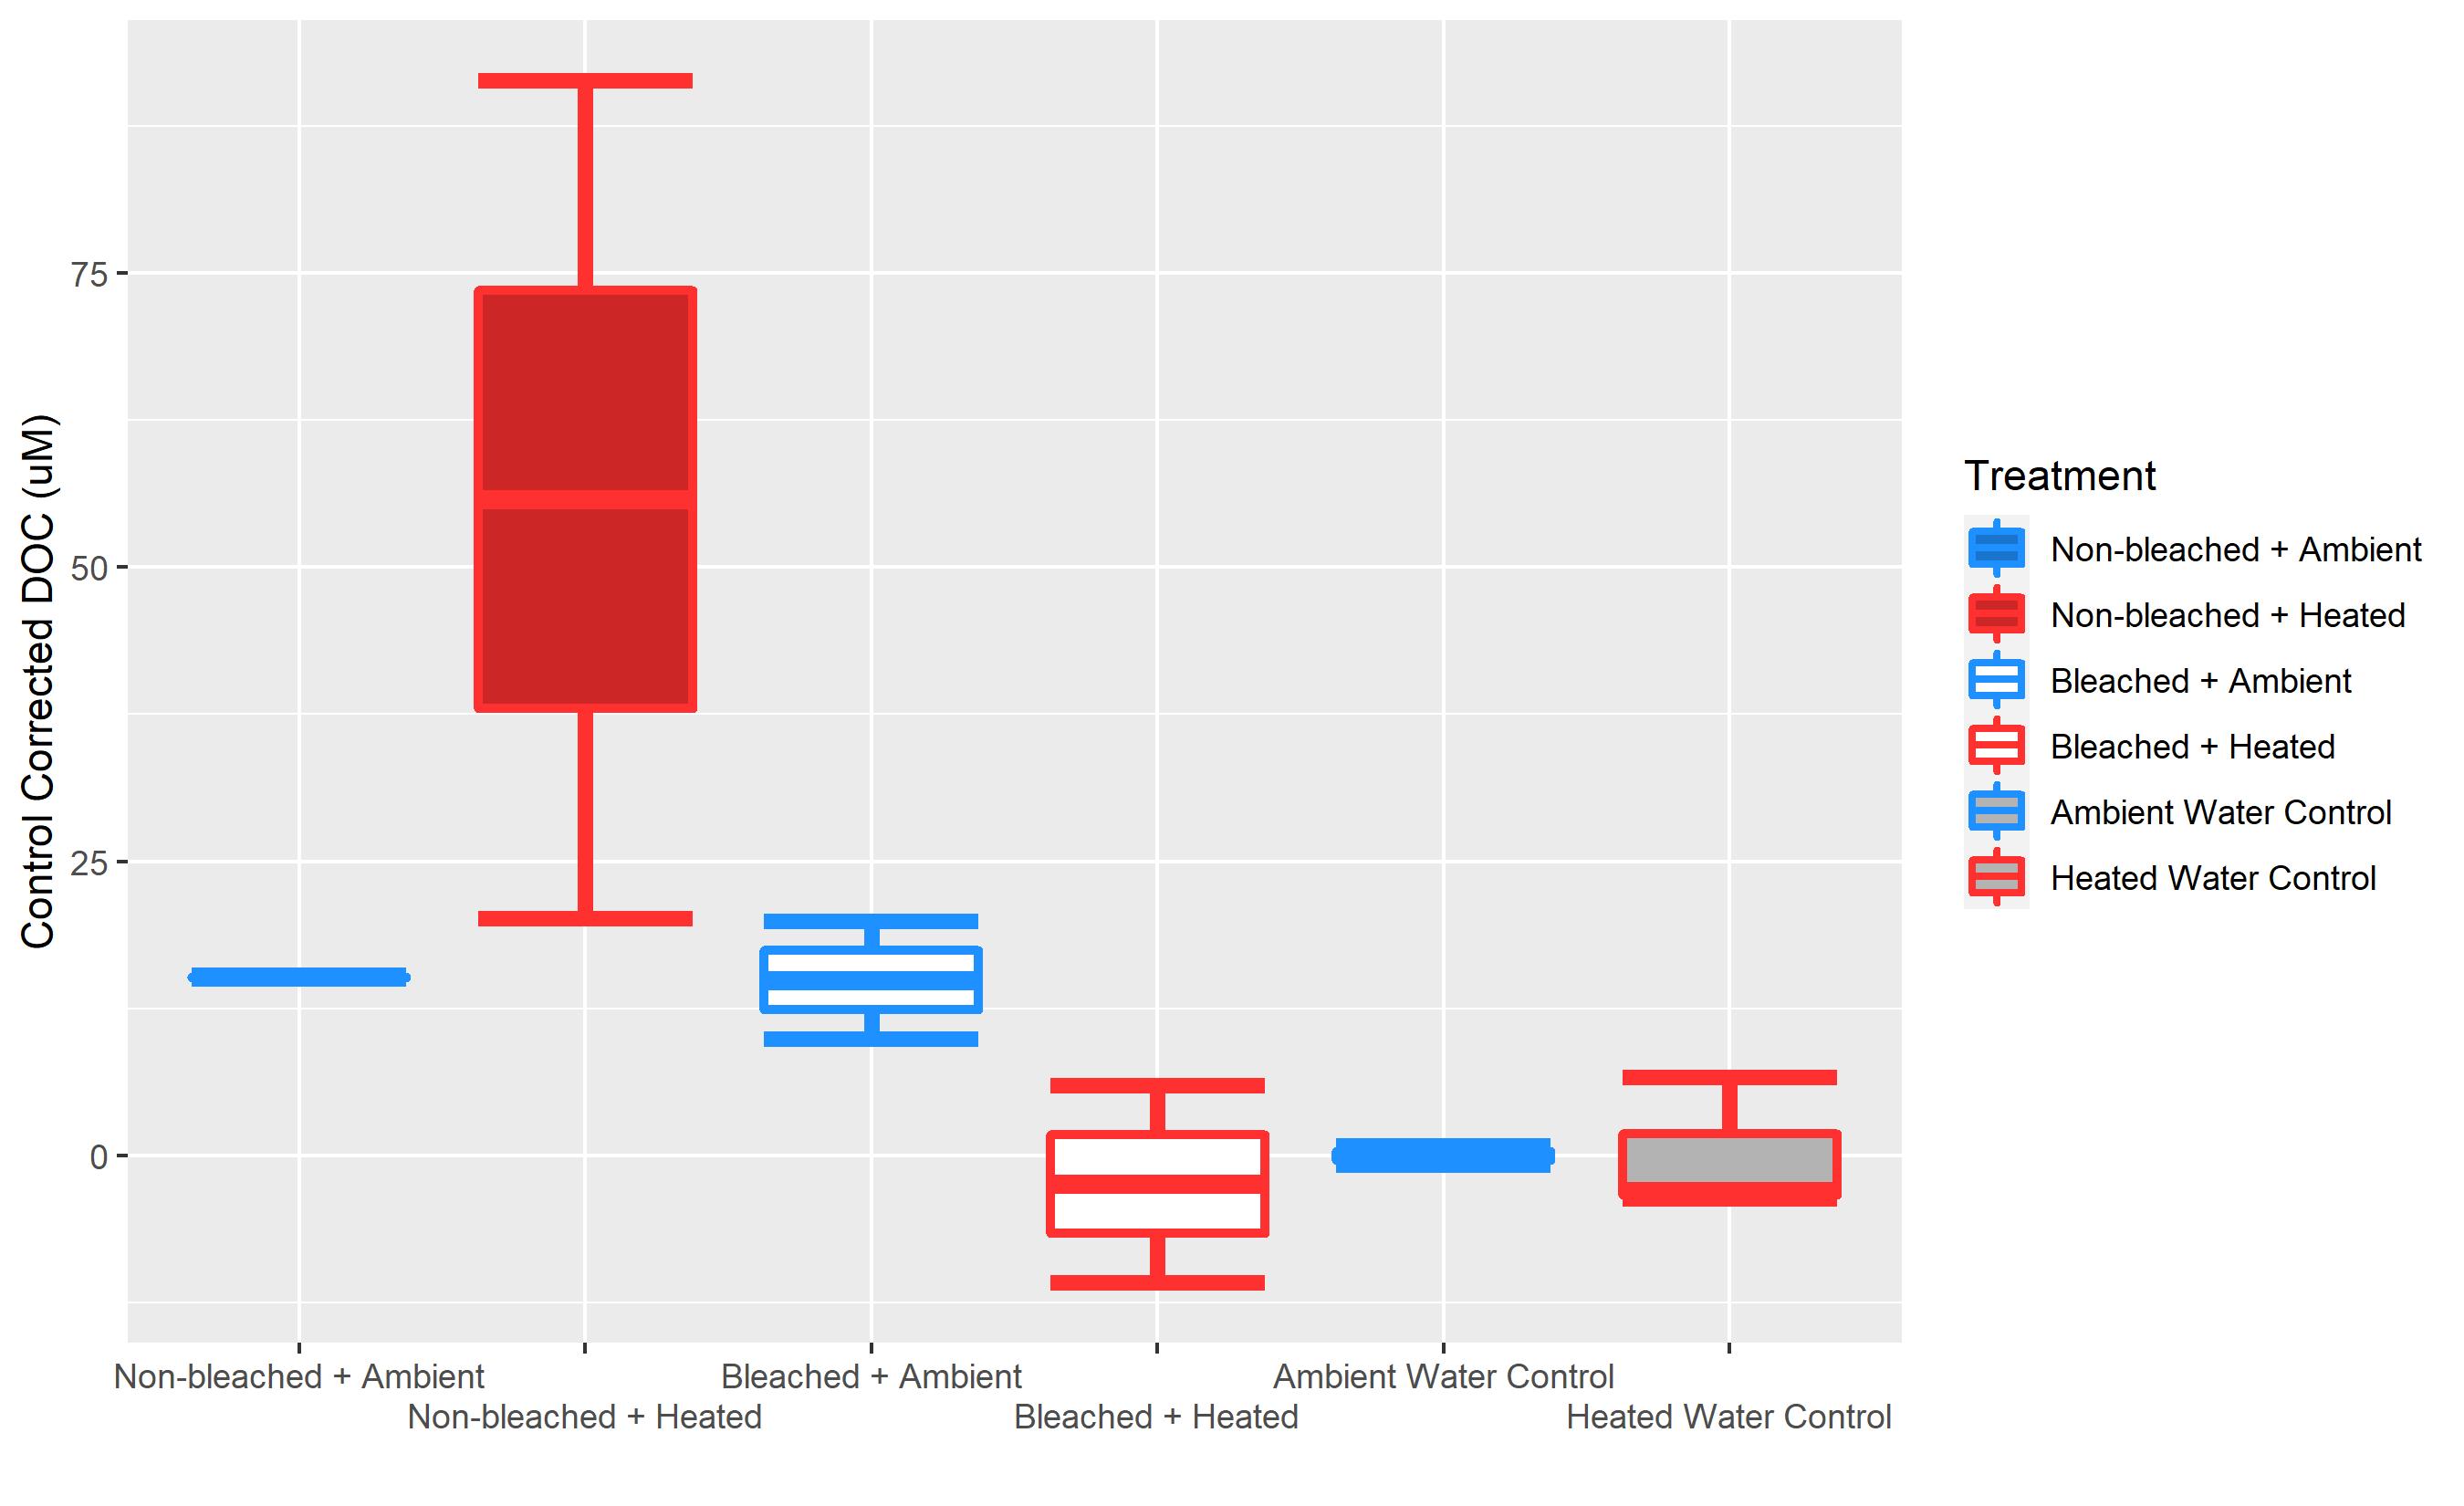 Control Corrected DOC (uM)
75
50
25
0
Non-bleached + Ambient
Non-bleached + Heated
Bleached + Ambient
Bleached + Heated
Ambient Water Control
Heated Water Control
Treatment
Non-bleached + Ambient
Non-bleached + Heated
Bleached + Ambient
Bleached + Heated
Ambient Water Control
Heated Water Control